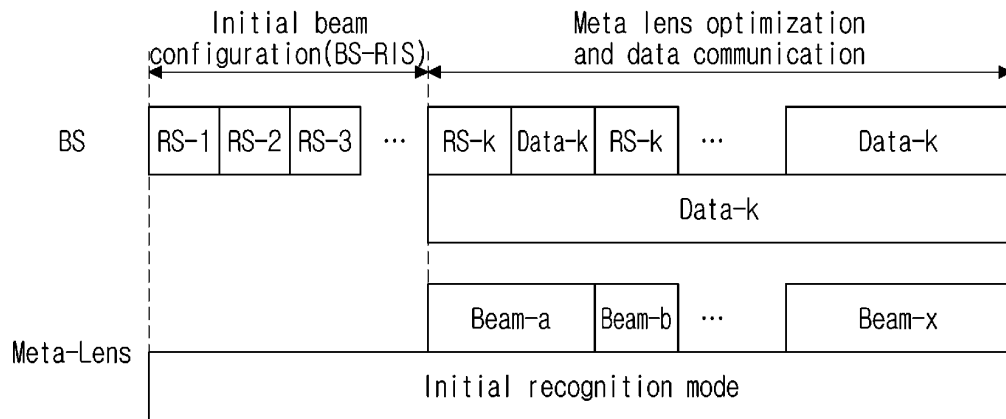 Initial beam
configuration(BS-RIS)
Meta lens optimization
and data communication
BS
RS-1 RS-2 RS-3 ··· RS-k Data-k RS-k ··· Data-k
Data-k
Beam-a Beam-b ··· Beam-x
Meta-Lens
Initial recognition mode